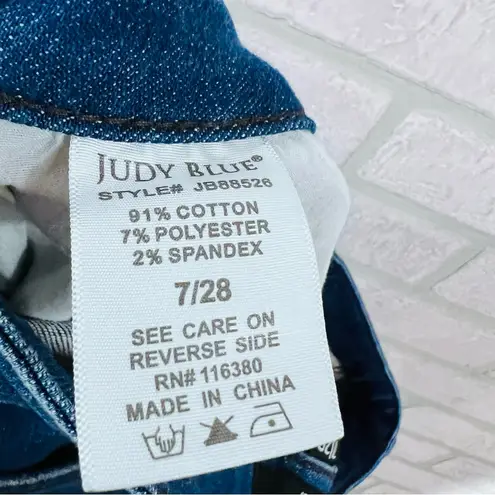 JUDY BLUE®
STYLE# JB88526
91% COTTON
7% POLYESTER
2% SPANDEX
7/28
SEE CARE ON
REVERSE SIDE
RN# 116380
MADE IN CHINA